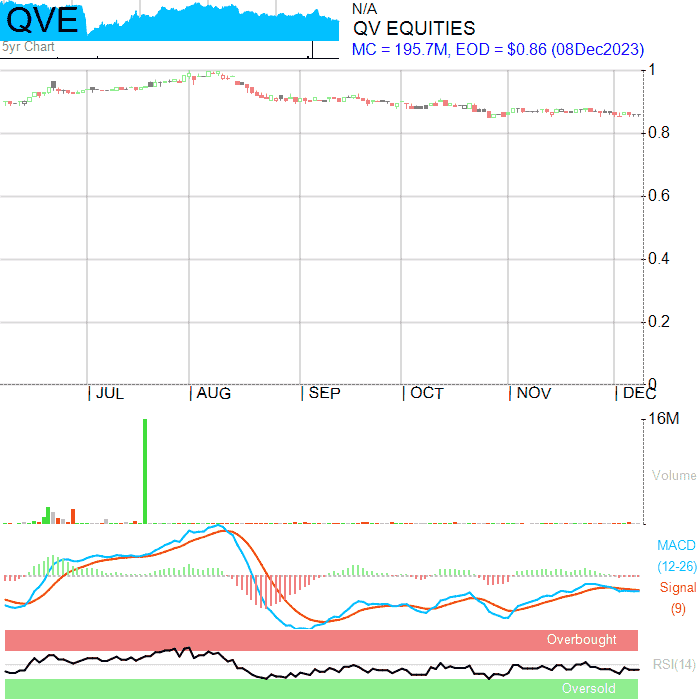 QVE
5yr Chart
N/A
QV EQUITIES
MC = 195.7M, EOD = $0.86 (08Dec2023)
1
0.8
0.6
0.4
0.2
0
JUL AUG SEP OCT NOV DEC
16M
Volume
MACD
(12-26)
Signal
(9)
Overbought
RSI(14)
Oversold